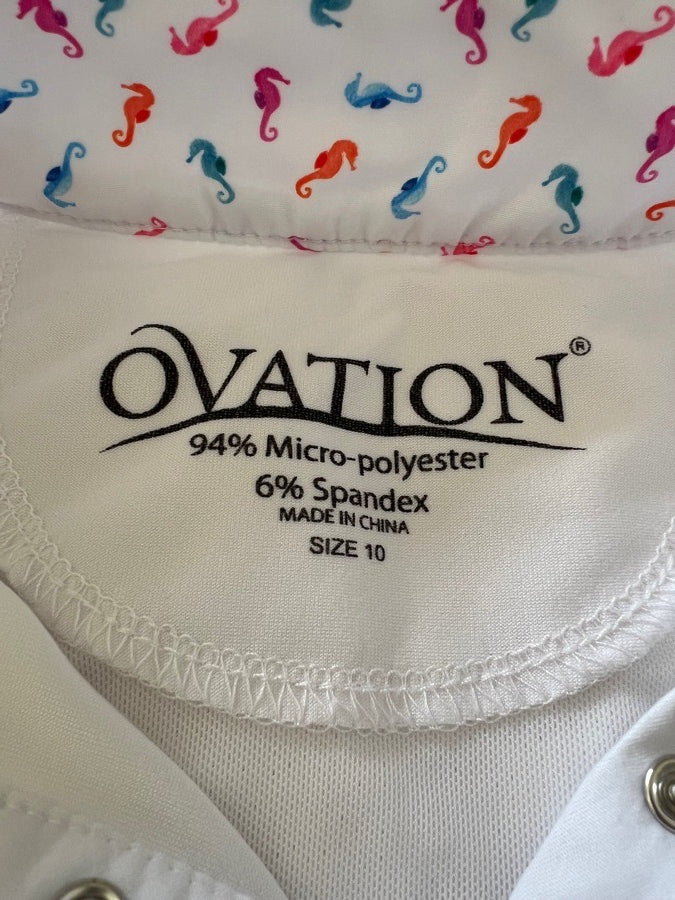 OVATION®
94% Micro-polyester
6% Spandex
MADE IN CHINA
SIZE 10